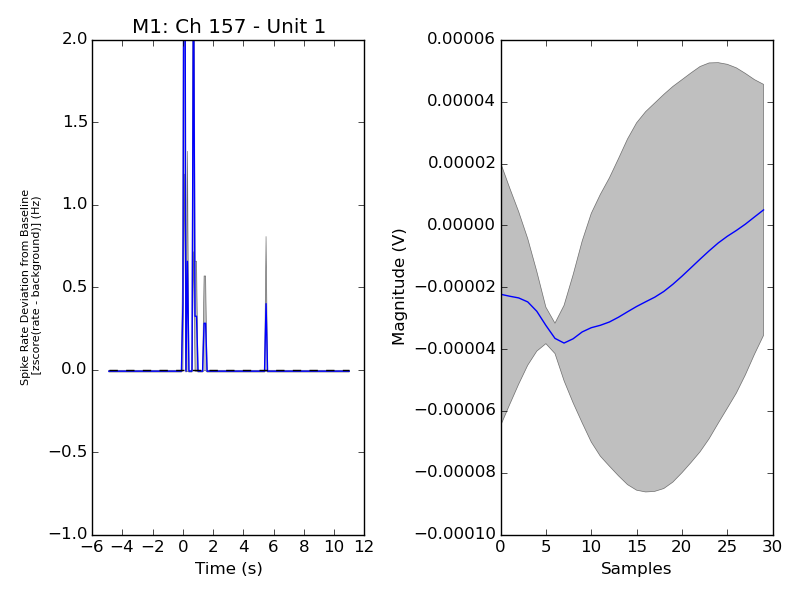 M1: Ch 157 - Unit 1
2.0
1.5
1.0
0.5
0.0
−0.5
−1.0
−6 −4 −2 0 2 4 6 8 10 12
Time (s)
Spike Rate Deviation from Baseline
[zscore(rate - background)] (Hz)
0.00006
0.00004
0.00002
0.00000
−0.00002
−0.00004
−0.00006
−0.00008
−0.00010
0 5 10 15 20 25 30
Samples
Magnitude (V)